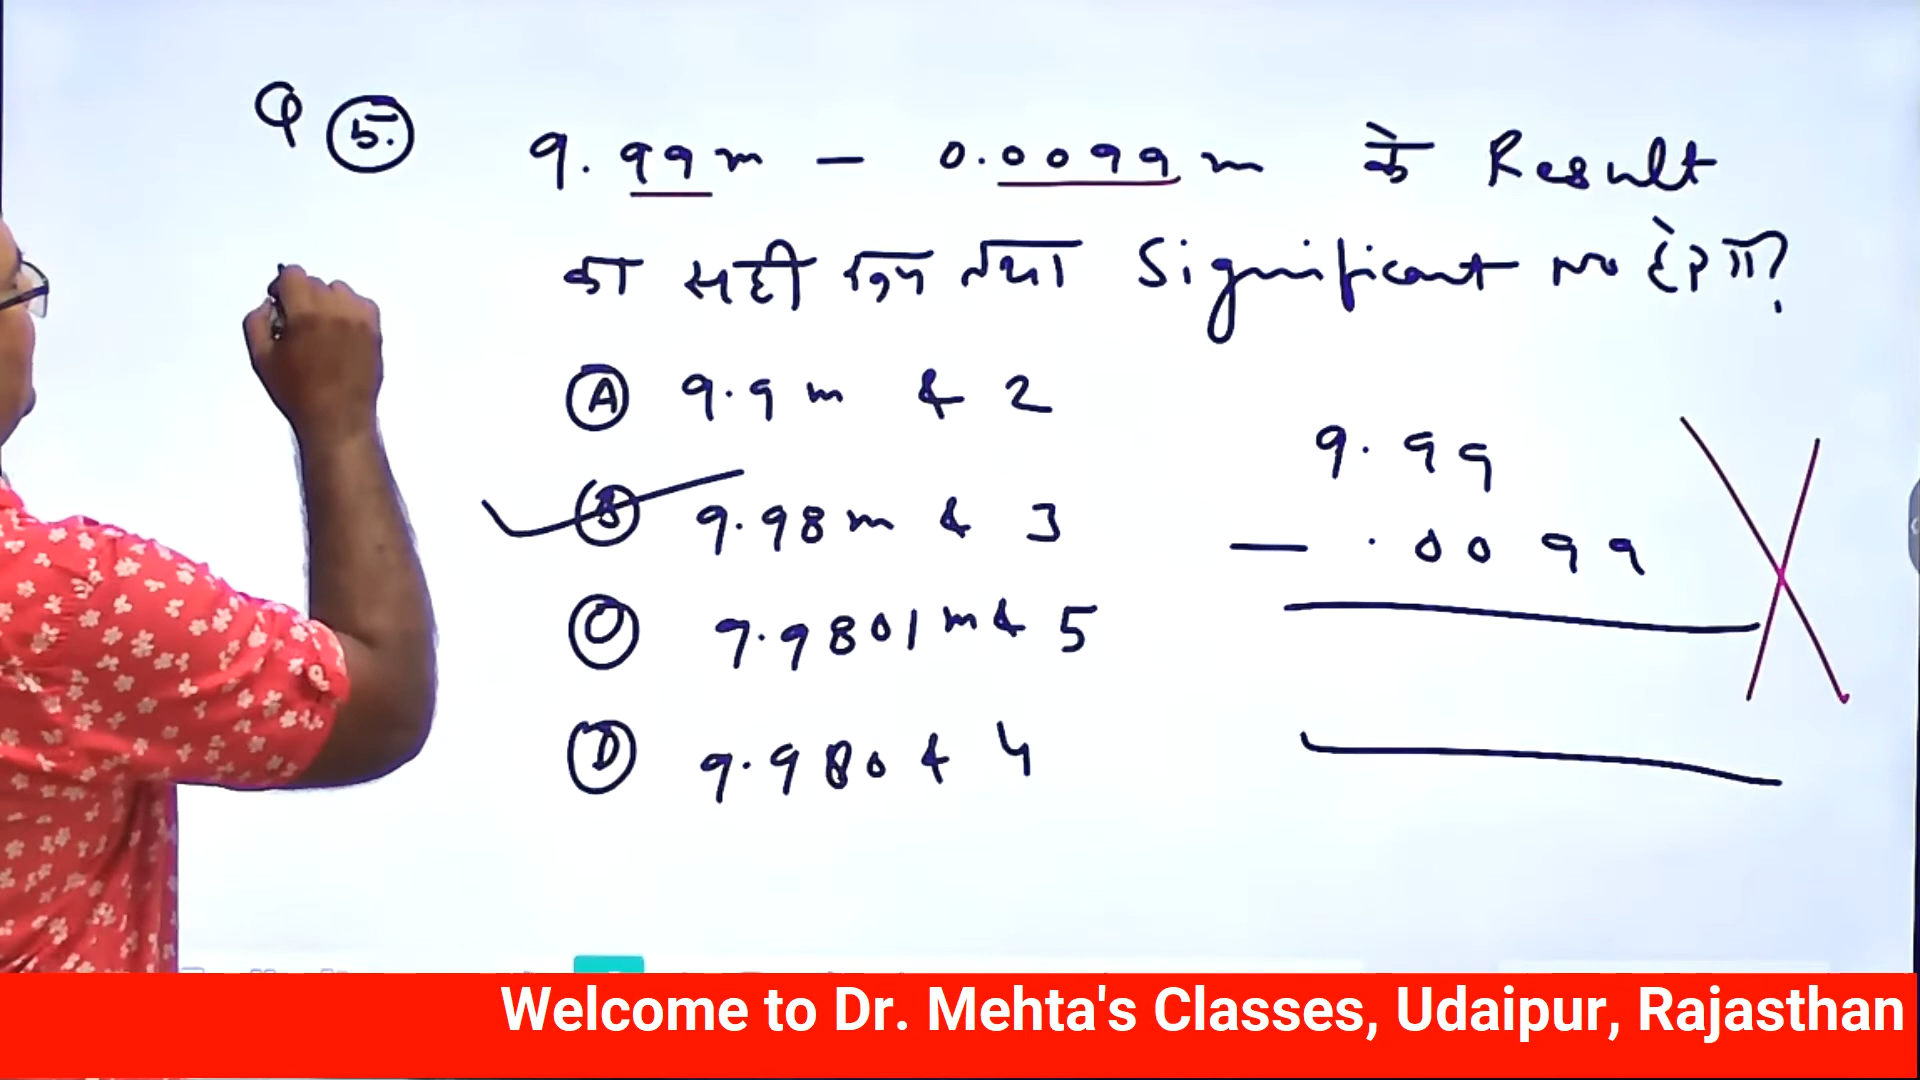 Q 5. 9.99m – 0.0099m के Result
का सही रूप तथा Significant no होंगे?
A 9.9 m & 2
B 9.98m & 3
C 9.9801m & 5
D 9.980 & 4
9.99
– .0099
Welcome to Dr. Mehta's Classes, Udaipur, Rajasthan